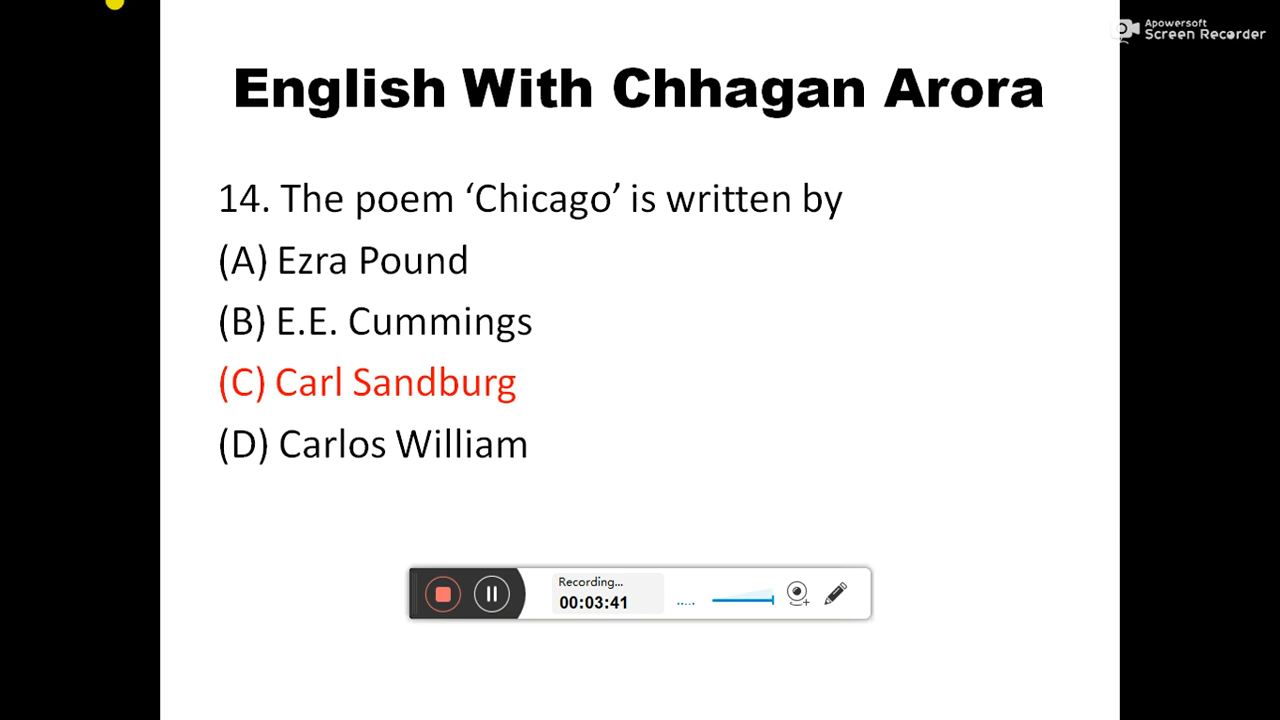 Apowersoft
Screen Recorder
English With Chhagan Arora
14. The poem ‘Chicago’ is written by
(A) Ezra Pound
(B) E.E. Cummings
(C) Carl Sandburg
(D) Carlos William
Recording...
00:03:41